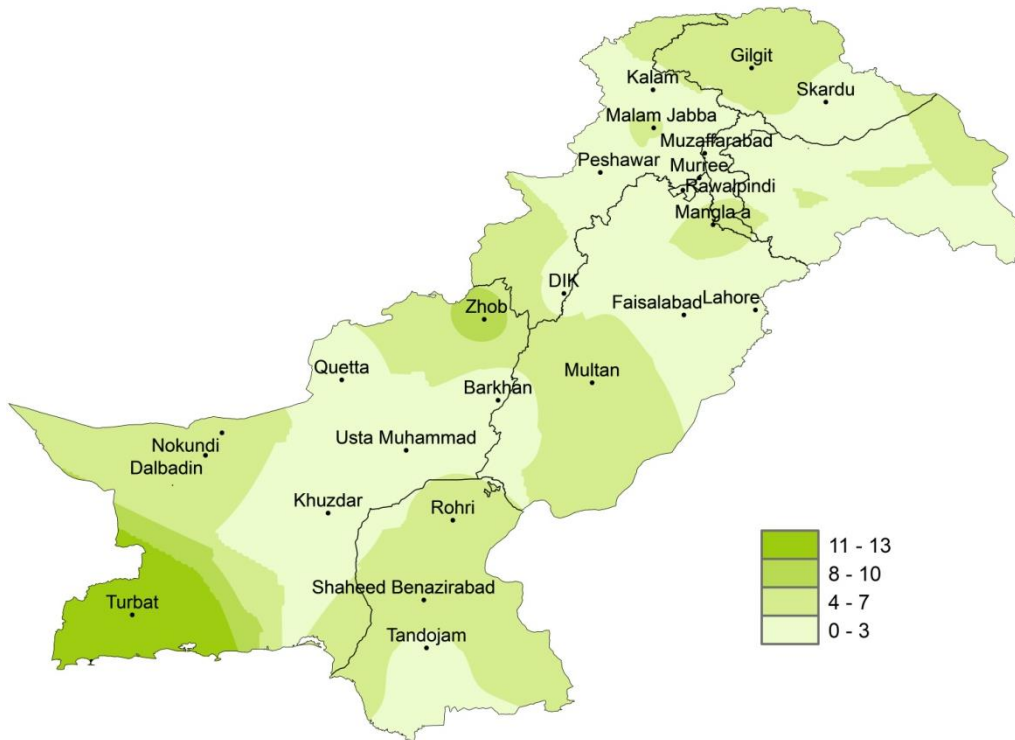 Gilgit
Kalam
Skardu
Malam Jabba
Muzaffarabad
Peshawar
Murree
Rawalpindi
Mangla a
DIK
Zhob
Faisalabad
Lahore
Quetta
Multan
Barkhan
Usta Muhammad
Nokundi
Dalbadin
Khuzdar
Rohri
11 - 13
8 - 10
4 - 7
0 - 3
Shaheed Benazirabad
Turbat
Tandojam